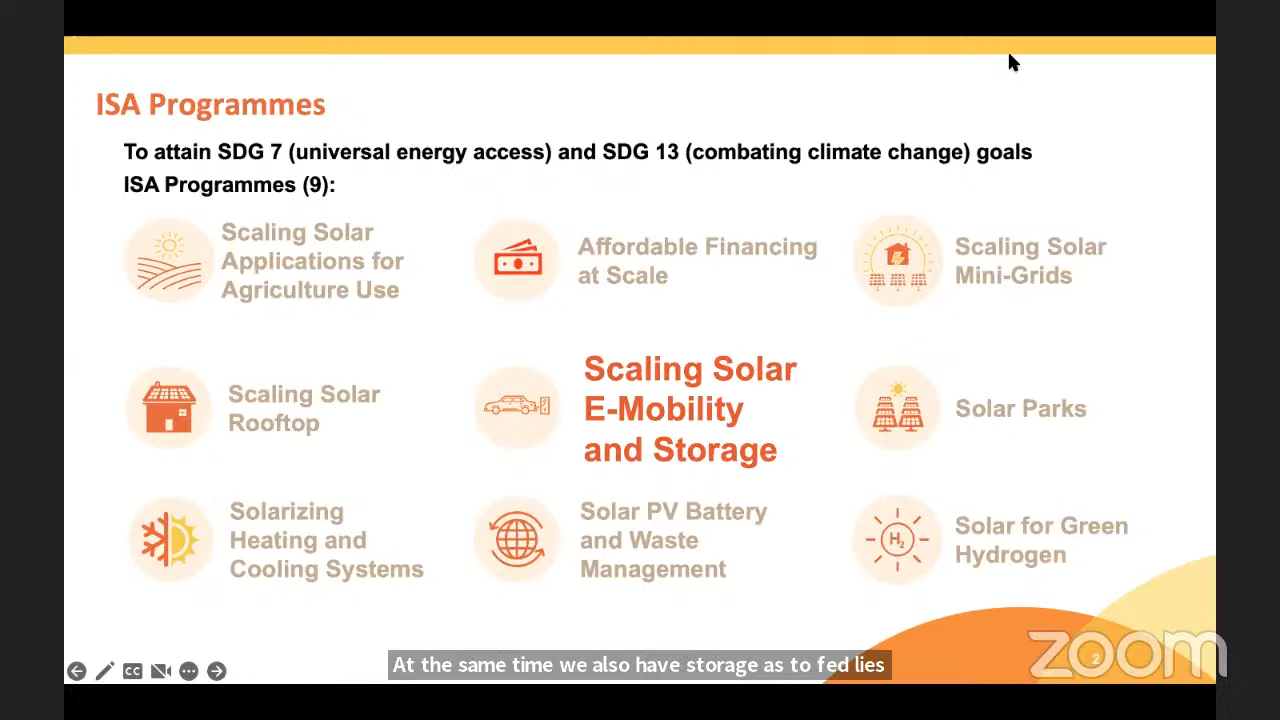 ISA Programmes
To attain SDG 7 (universal energy access) and SDG 13 (combating climate change) goals
ISA Programmes (9):
Scaling Solar
Applications for
Agriculture Use
Affordable Financing
at Scale
Scaling Solar
Mini-Grids
Scaling Solar
Rooftop
Scaling Solar
E-Mobility
and Storage
Solar Parks
Solarizing
Heating and
Cooling Systems
Solar PV Battery
and Waste
Management
H2
Solar for Green
Hydrogen
CC
At the same time we also have storage as to fed lies
zoom
2